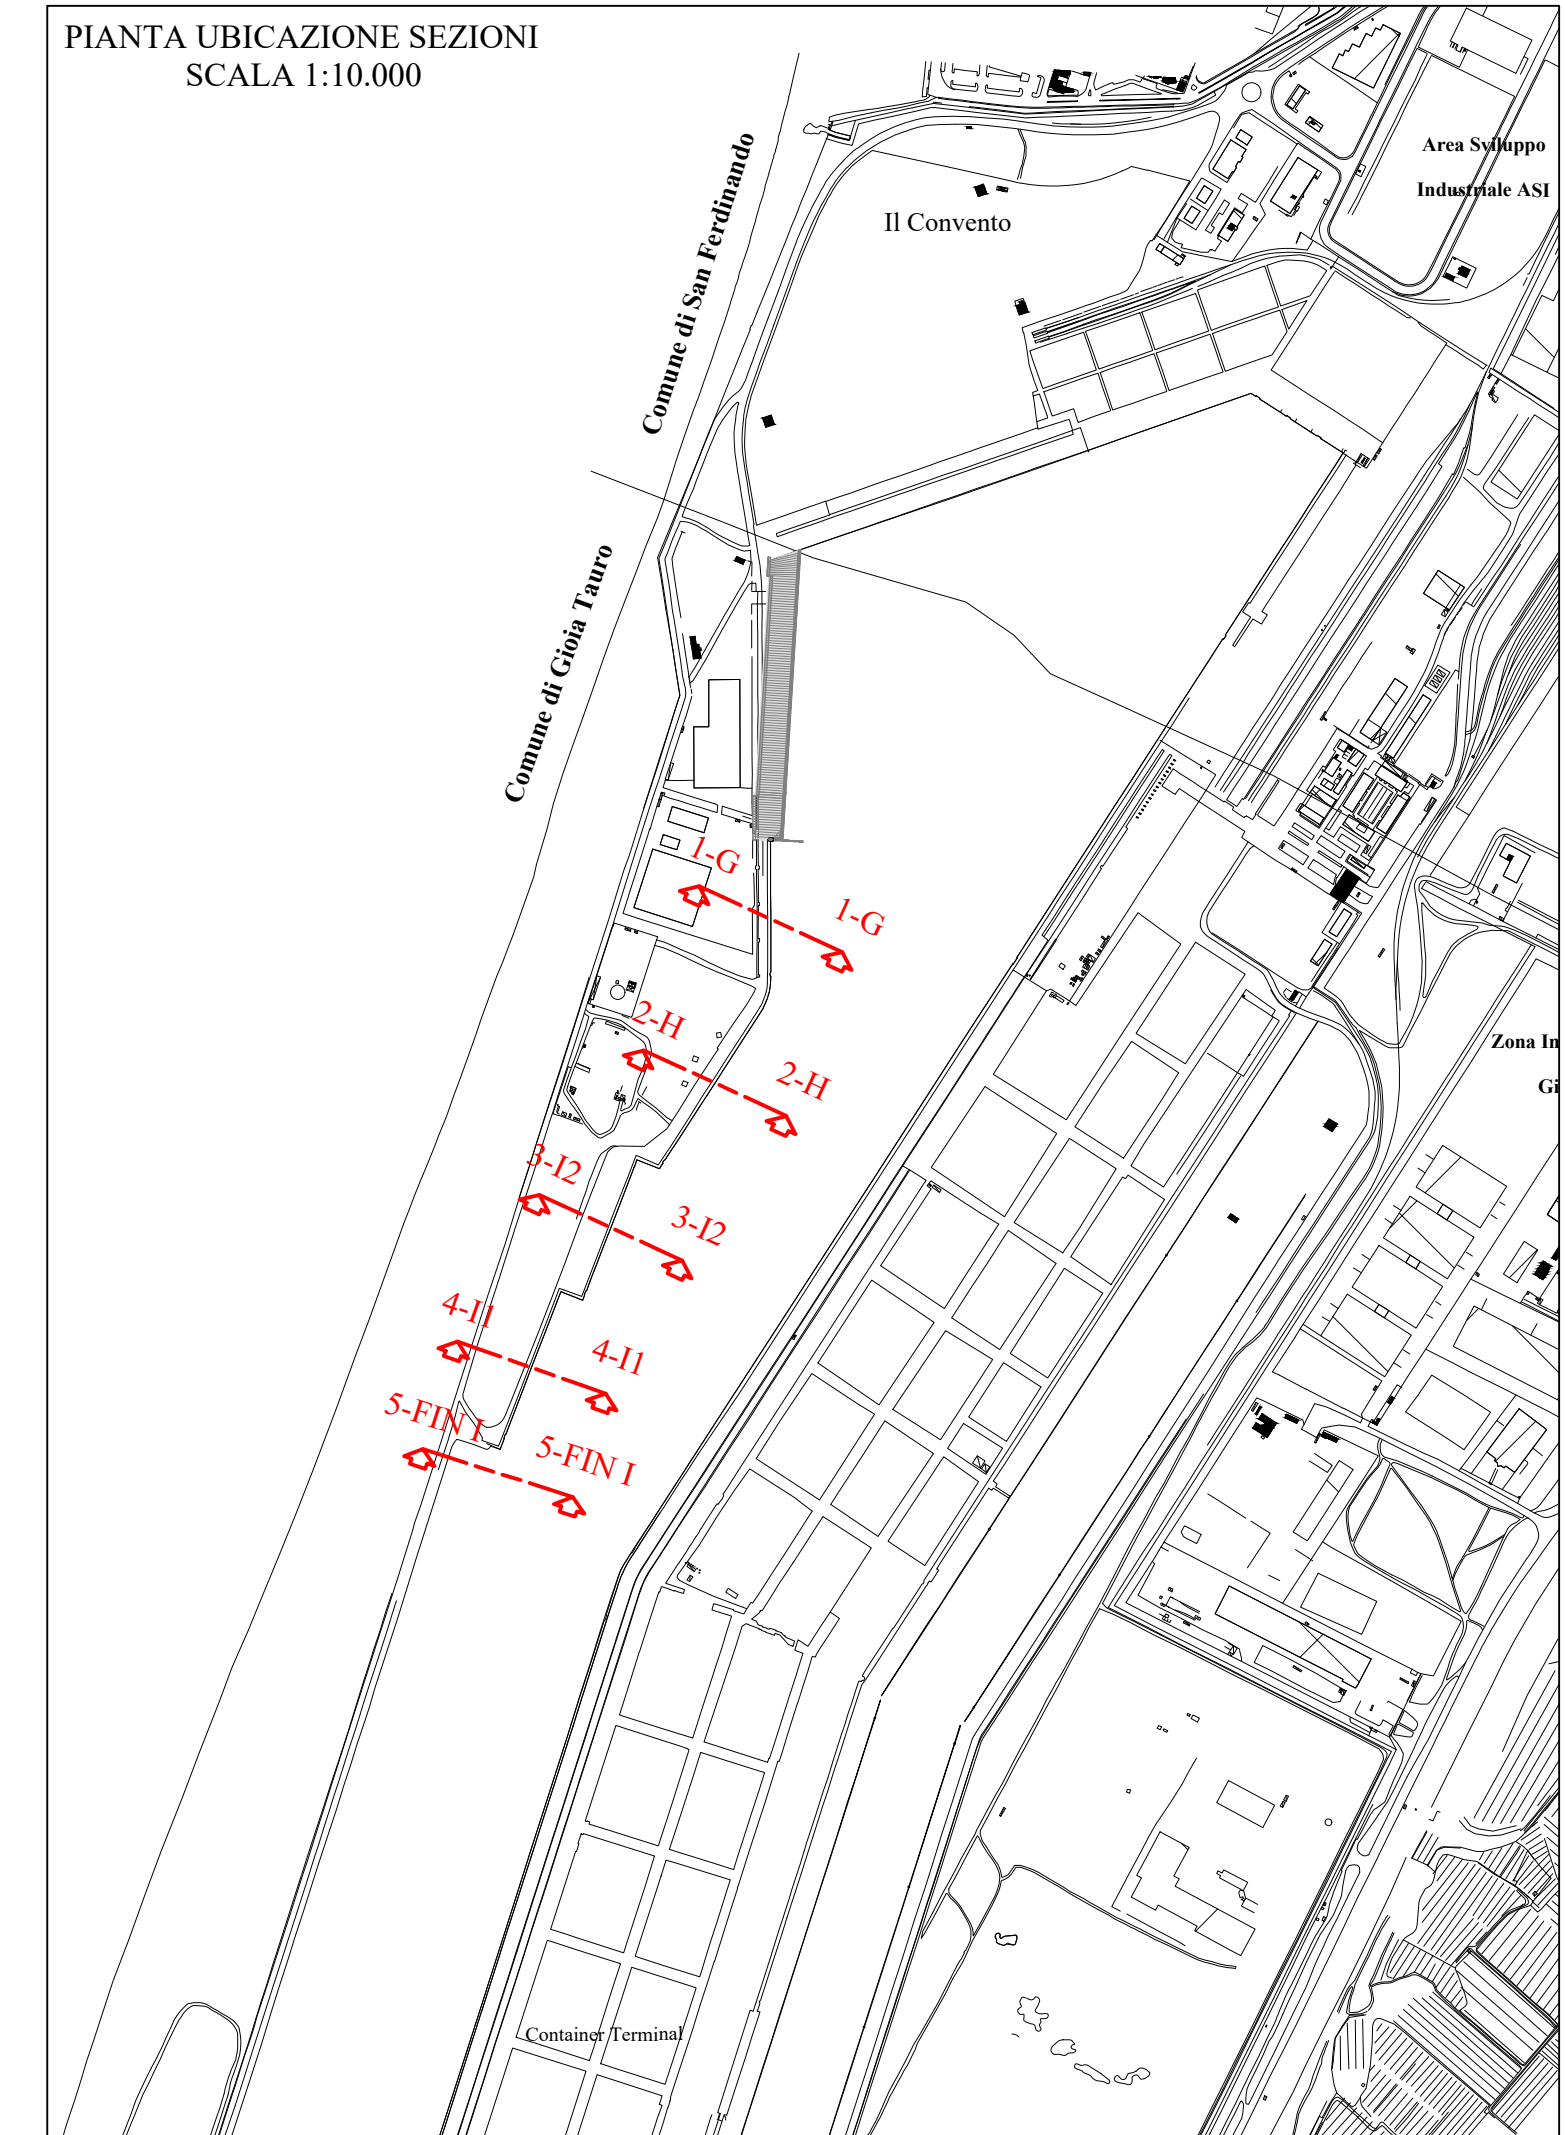 PIANTA UBICAZIONE SEZIONI
SCALA 1:10.000
Area Sviluppo
Industriale ASI
Il Convento
Comune di San Ferdinando
Comune di Gioia Tauro
1-G
1-G
2-H
2-H
Zona In
Gi
3-I2
3-I2
4-I1
4-I1
5-FIN I
5-FIN I
Container Terminal